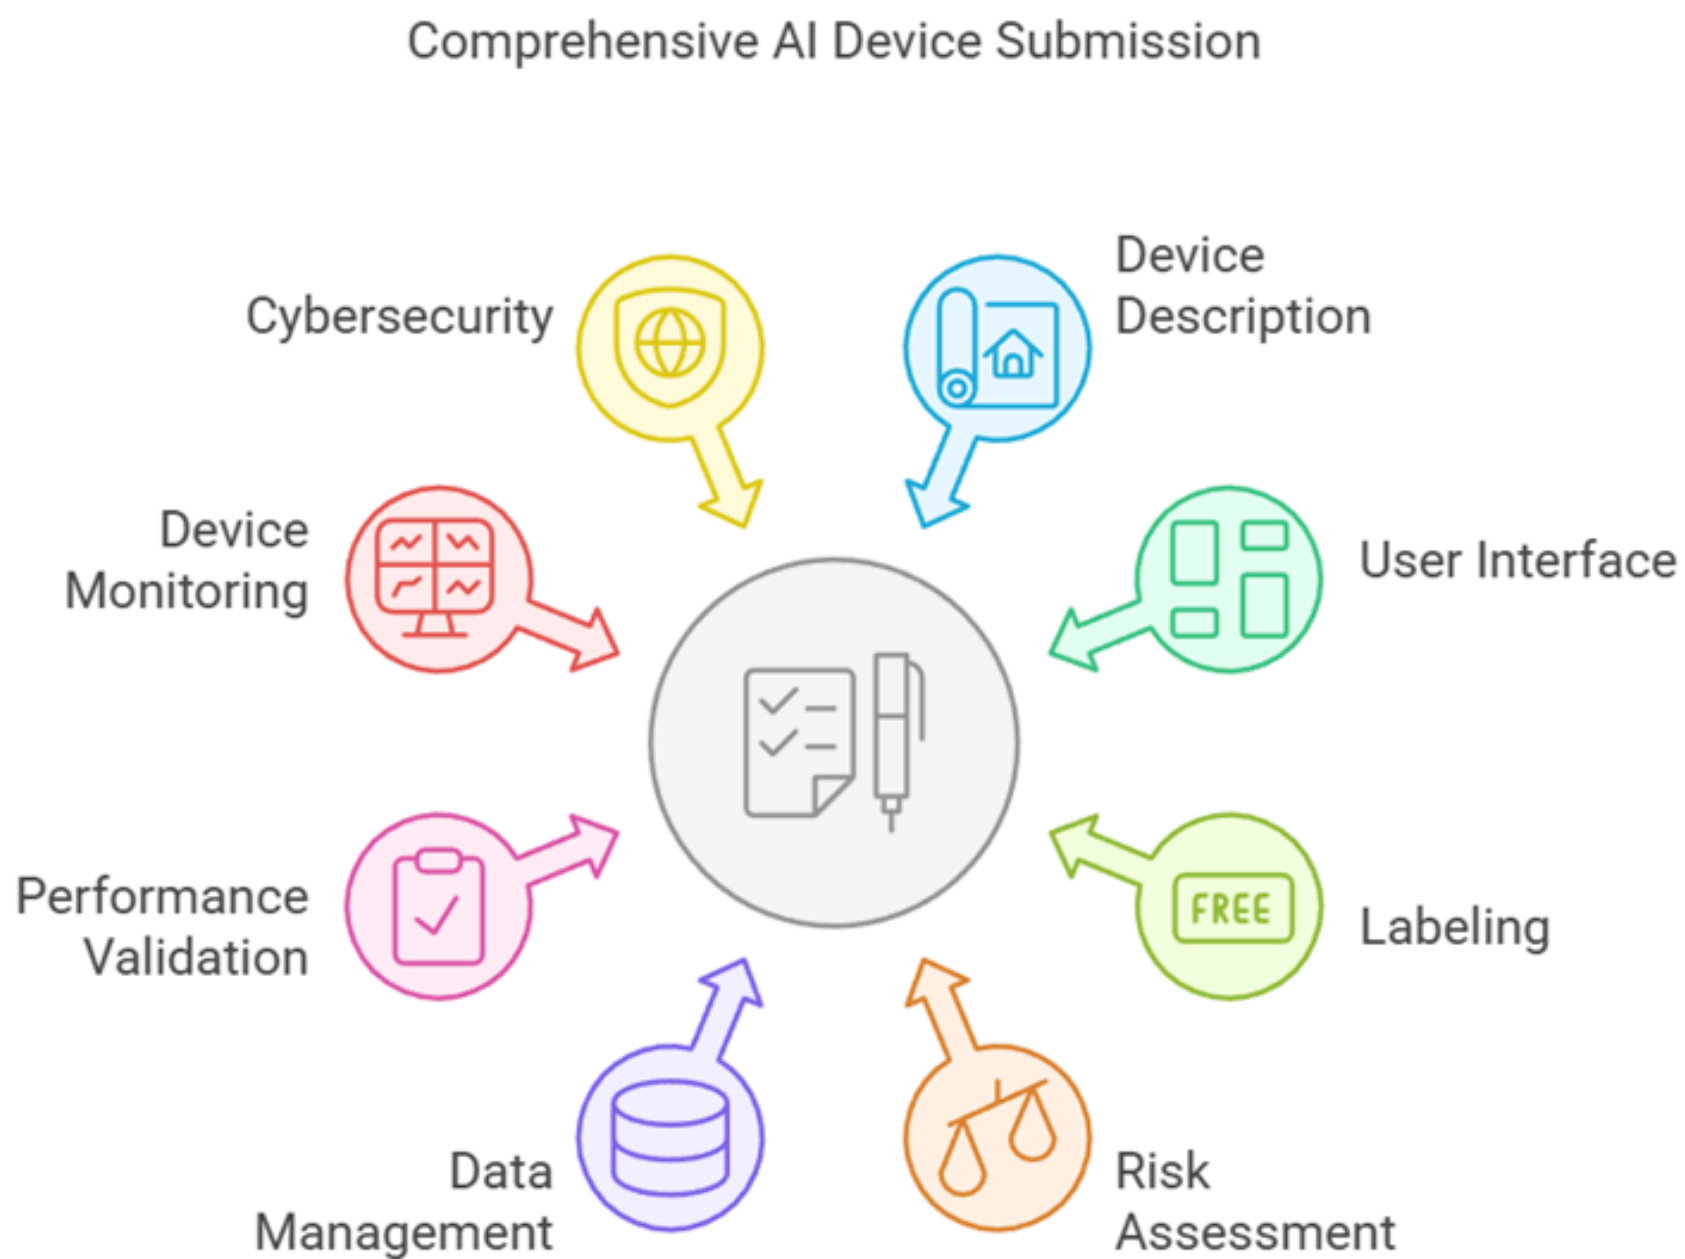 Comprehensive AI Device Submission
Device
Description
Cybersecurity
Device
Monitoring
User Interface
Performance
Validation
FREE
Labeling
Data
Management
Risk
Assessment